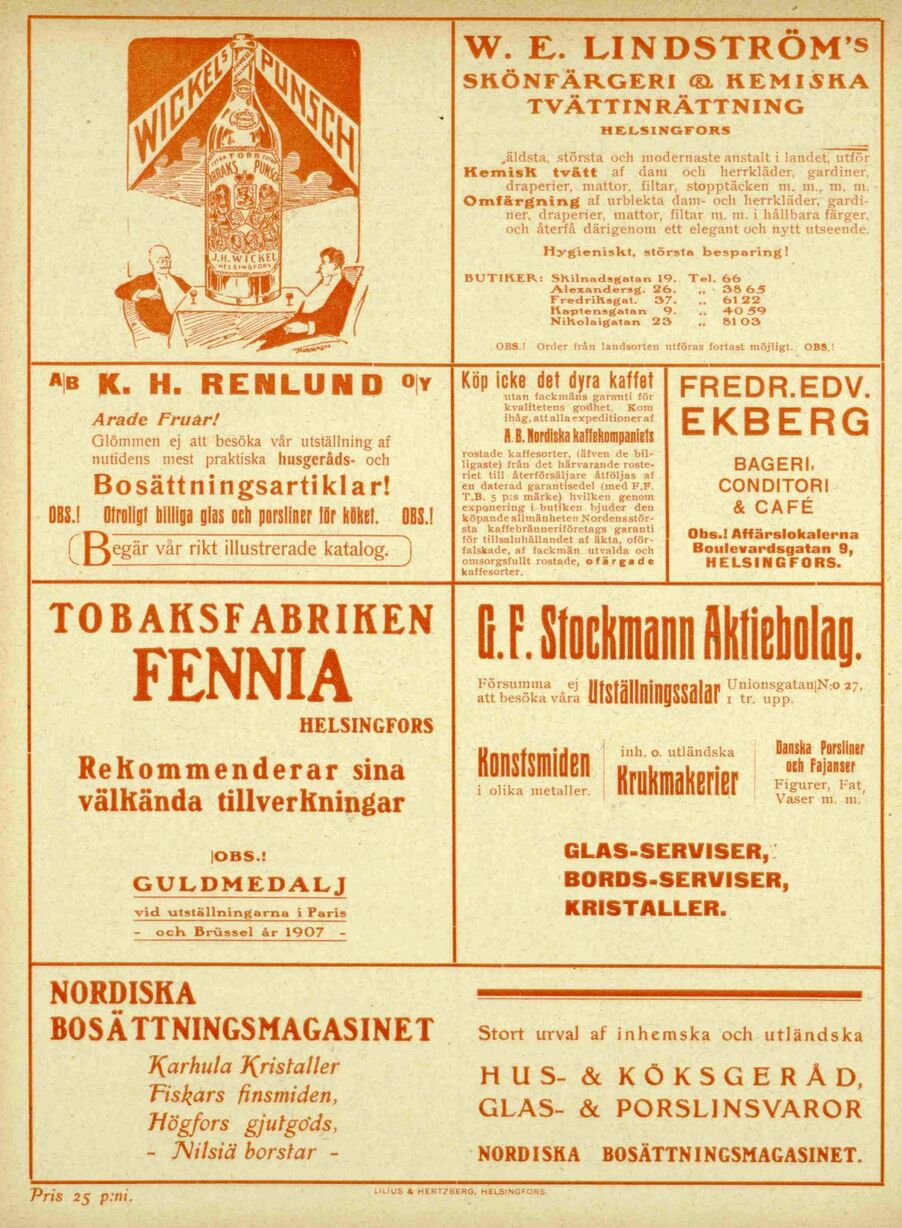 WICKEL'S PUNSCH
EXTRA TORR EXTRA
ARRAKS PUNSCH
J.H. WICKEL
HELSINGFORS
W. E. LINDSTRÖM'S
SKÖNFÄRGERI & KEMISKA
TVÄTTINRÄTTNING
HELSINGFORS
äldsta, största och modernaste anstalt i landet, utför
Kemisk tvätt af dam och herrkläder, gardiner,
draperier, mattor, filtar, stopptäcken m. m., m. m.
Omfärgning af urblekta dam- och herrkläder, gardi-
ner, draperier, mattor, filtar m. m. i hållbara färger,
och återfå därigenom ett elegant och nytt utseende.
Hygieniskt, största besparing!
BUTIKER: Skilnadsgatan 19. Tel. 66
Alexandersg. 26. „ 38 65
Fredriksgat. 37. „ 61 22
Kaptensgatan 9. „ 40 59
Nikolaigatan 23 „ 81 03
OBS.! Order från landsorten utföras fortast möjligt. OBS.!
A|B K. H. RENLUND O|Y
Arade Fruar!
Glömmen ej att besöka vår utställning af
nutidens mest praktiska husgeråds- och
Bosättningsartiklar!
OBS.! Otroligt billiga glas och porsliner för köket. OBS.!
Begär vår rikt illustrerade katalog.
Köp icke det dyra kaffet
utan fackmäns garanti för
kvalitetens godhet. Kom
ihåg, att alla expeditioner af
A. B. Nordiska kaffekompaniets
rostade kaffesorter, (äfven de bil-
ligaste) från det härvarande roste-
riet till återförsäljare åtföljas af
en daterad garantisedel (med F.F.
T.B. 5 p:s märke) hvilken genom
exponering i butiken bjuder den
köpande allmänheten Nordens stör-
sta kaffebränneriföretags garanti
för tillsaluhållandet af äkta, oför-
falskade, af fackmän utvalda och
omsorgsfullt rostade, ofärgade
kaffesorter.
FREDR. EDV.
EKBERG
BAGERI,
CONDITORI
& CAFÉ
Obs.! Affärslokalerna
Boulevardsgatan 9,
HELSINGFORS.
TOBAKSFABRIKEN
FENNIA
HELSINGFORS
Rekommenderar sina
välkända tillverkningar
OBS.!
GULDMEDALJ
vid utställningarna i Paris
- och Brüssel år 1907 -
G. F. Stockmann Aktiebolag.
Försumma ej
att besöka våra Utställningssalar Unionsgatan N:o 27,
1 tr. upp.
Konstsmiden
i olika metaller.
inh. o. utländska
Krukmakerier
Danska Porsliner
och Fajanser
Figurer, Fat,
Vaser m. m.
GLAS-SERVISER,
BORDS-SERVISER,
KRISTALLER.
NORDISKA
BOSÄTTNINGSMAGASINET
Karhula Kristaller
Fiskars finsmiden,
Högfors gjutgods,
- Nilsiä borstar -
Stort urval af inhemska och utländska
HUS- & KÖKSGERÅD,
GLAS- & PORSLINSVAROR
NORDISKA BOSÄTTNINGSMAGASINET.
Pris 25 p:ni.
LILIUS & HERTZBERG, HELSINGFORS.